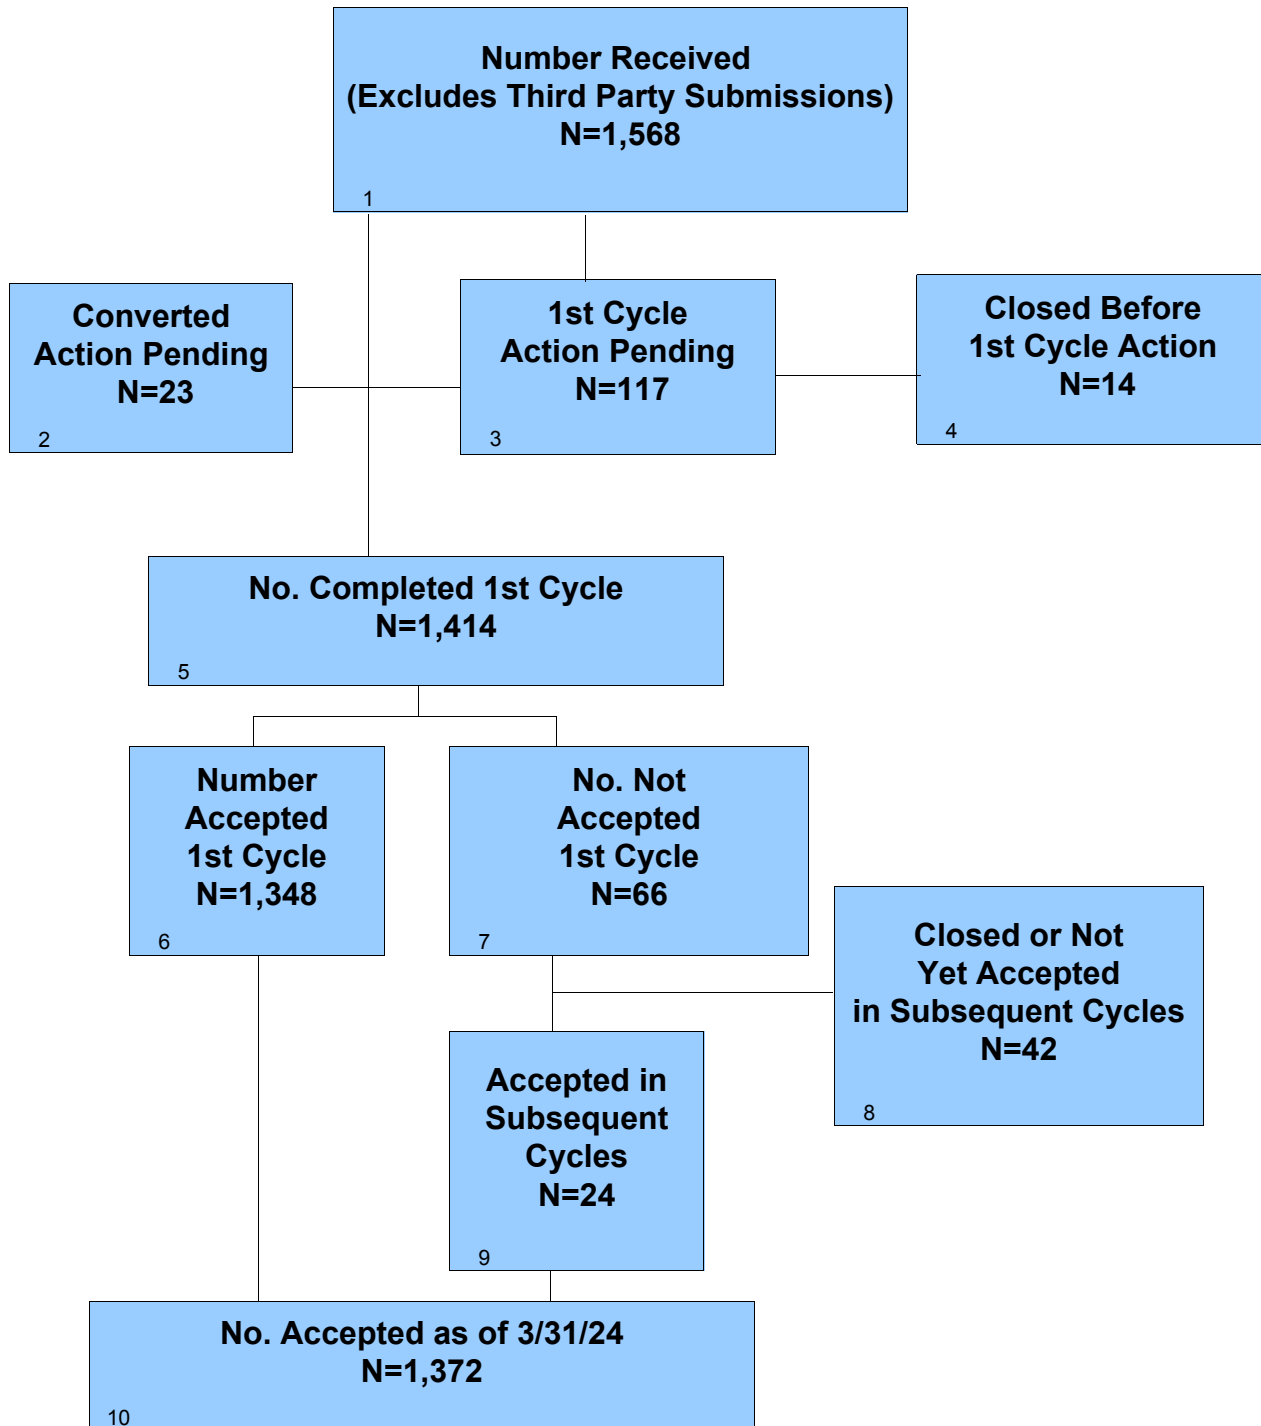 Number Received
(Excludes Third Party Submissions)
N=1,568
1
Converted
Action Pending
N=23
2
1st Cycle
Action Pending
N=117
3
Closed Before
1st Cycle Action
N=14
4
No. Completed 1st Cycle
N=1,414
5
Number
Accepted
1st Cycle
N=1,348
6
No. Not
Accepted
1st Cycle
N=66
7
Closed or Not
Yet Accepted
in Subsequent Cycles
N=42
8
Accepted in
Subsequent
Cycles
N=24
9
No. Accepted as of 3/31/24
N=1,372
10